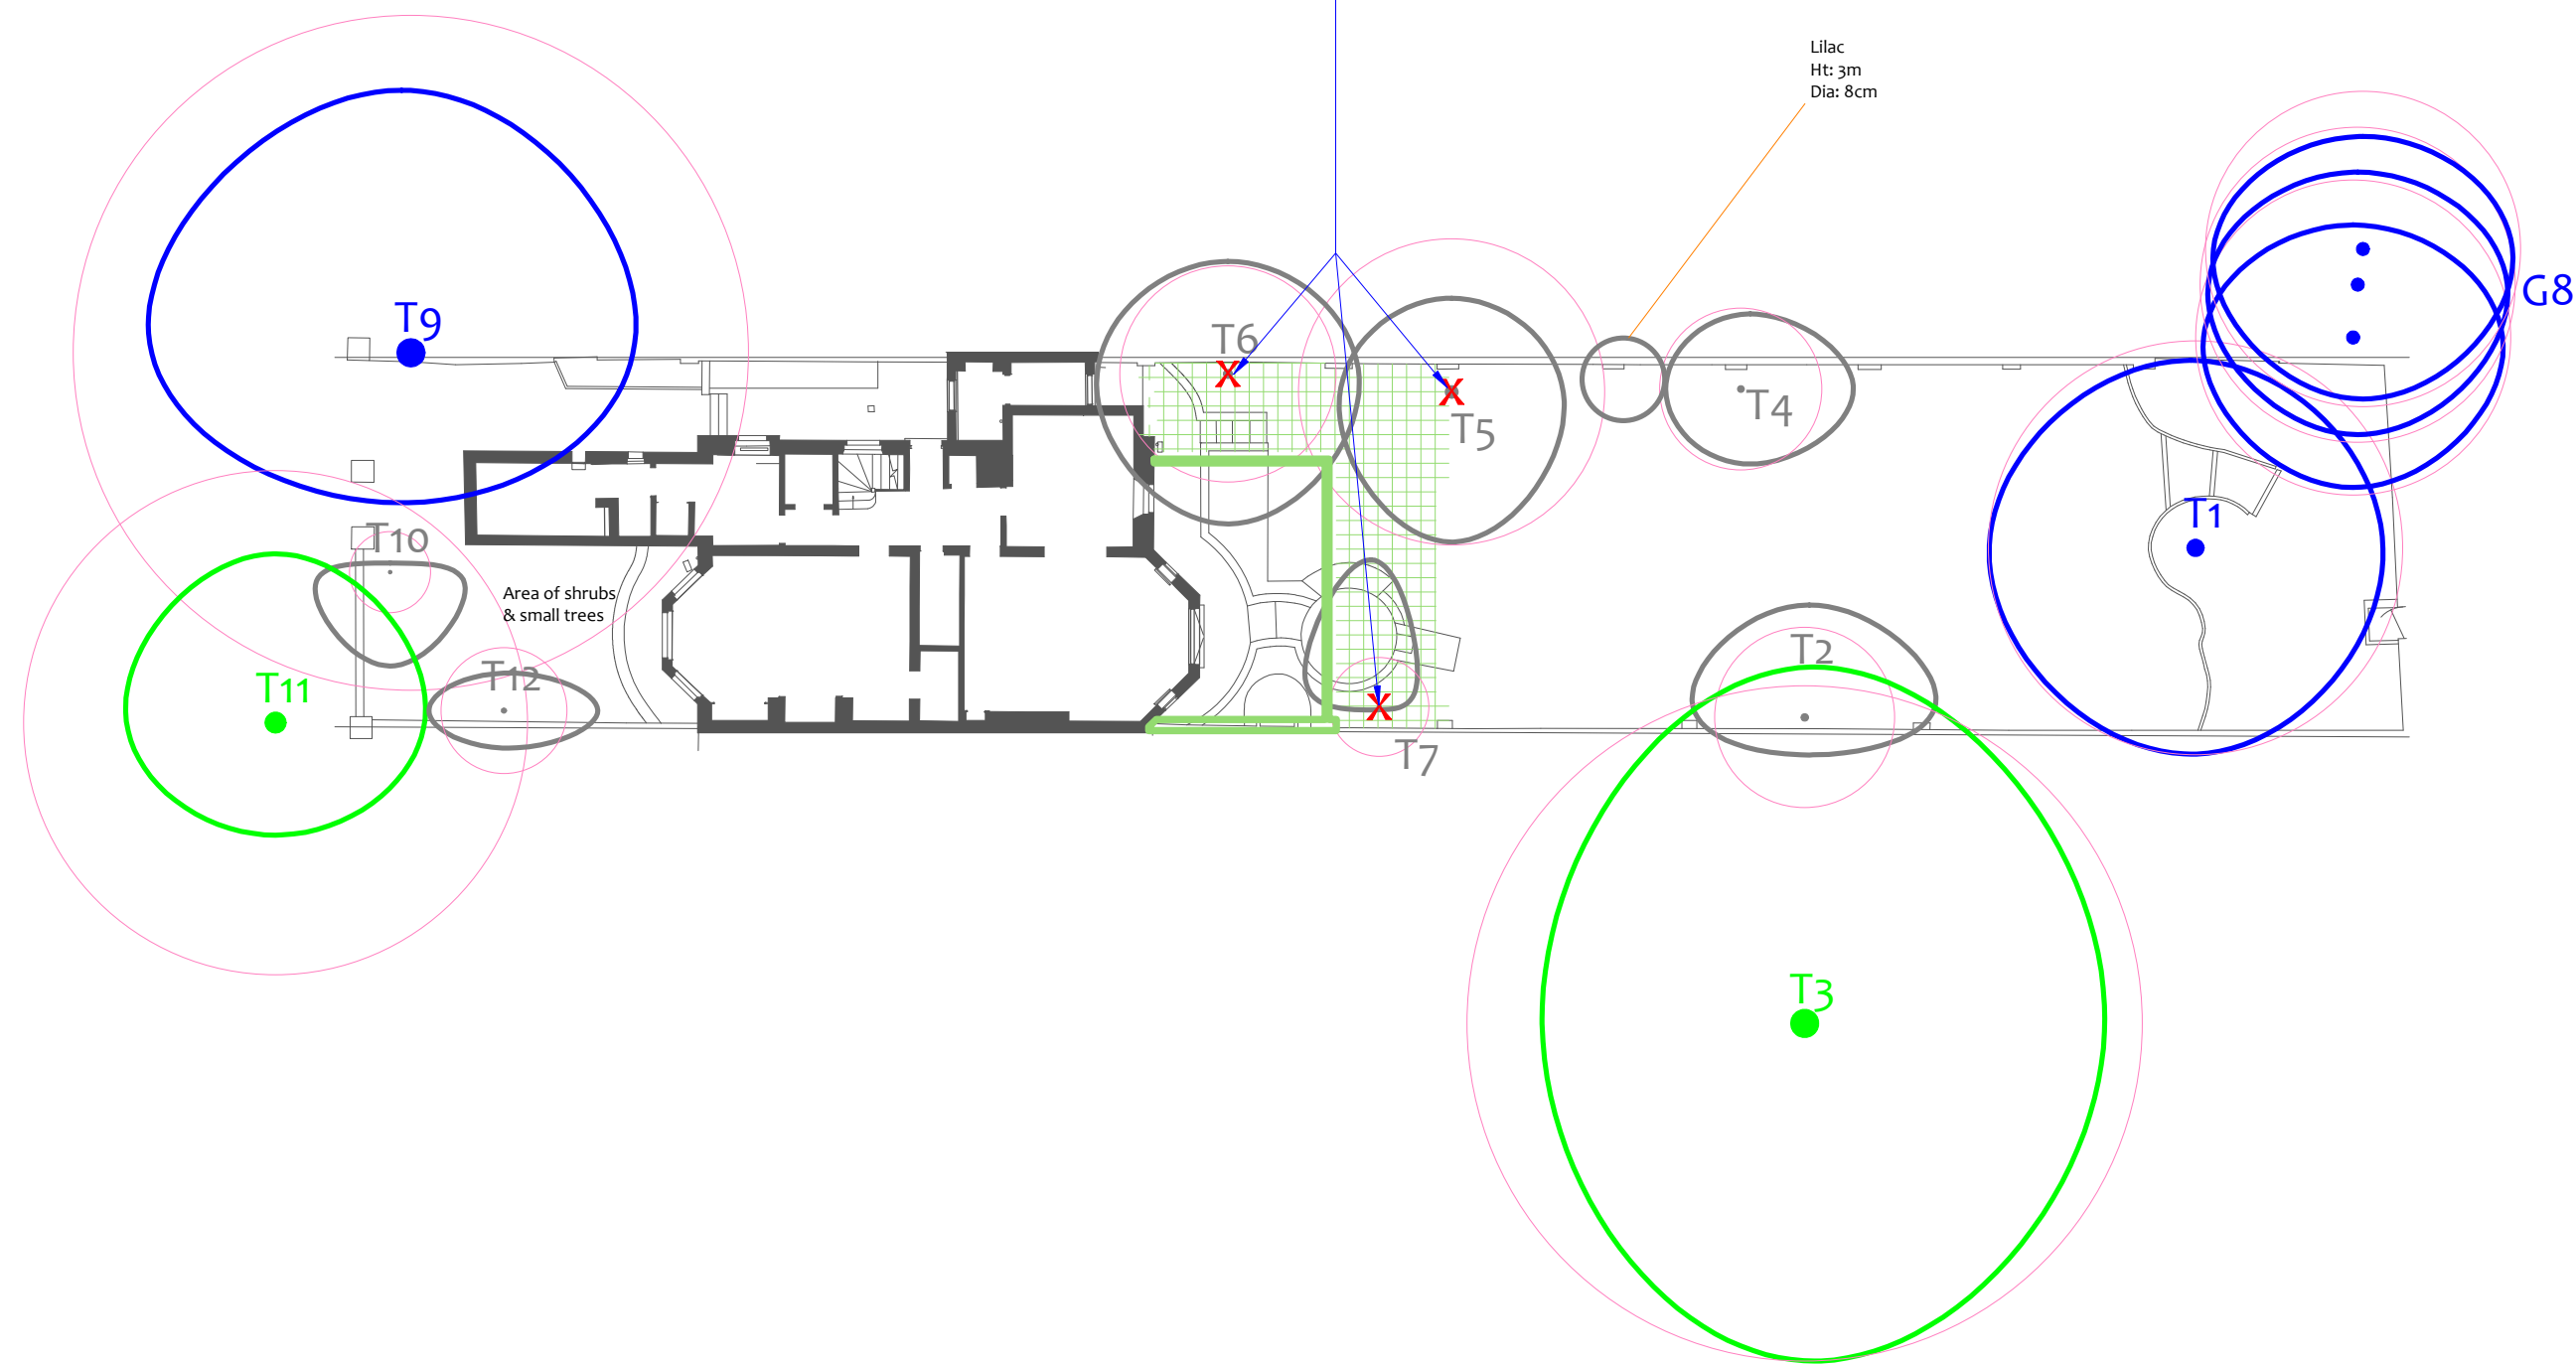 Lilac
Ht: 3m
Dia: 8cm
G8
T9
T6
T4
T5
T1
T10
Area of shrubs
& small trees
T2
T12
T11
T7
T3
X
X
X